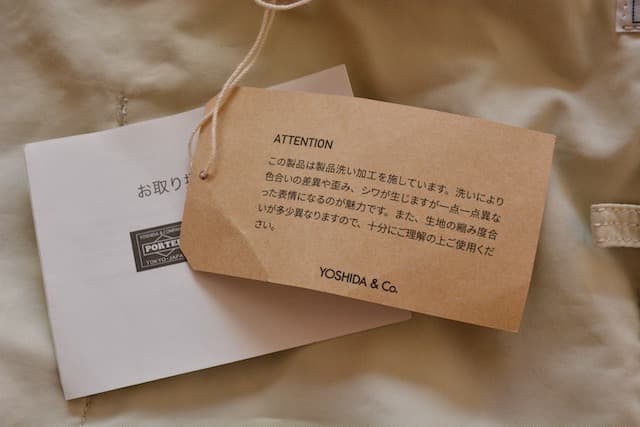 ATTENTION
この製品は製品洗い加工を施しています。洗いにより
色合いの差異や歪み、シワが生じますが一点一点異な
った表情になるのが魅力です。また、生地の縮み度合
いが多少異なりますので、十分にご理解の上ご使用くだ
さい。
YOSHIDA & Co.
お取り
YOSHIDA & COMPANY
PORTE
TOKYO-JAPA